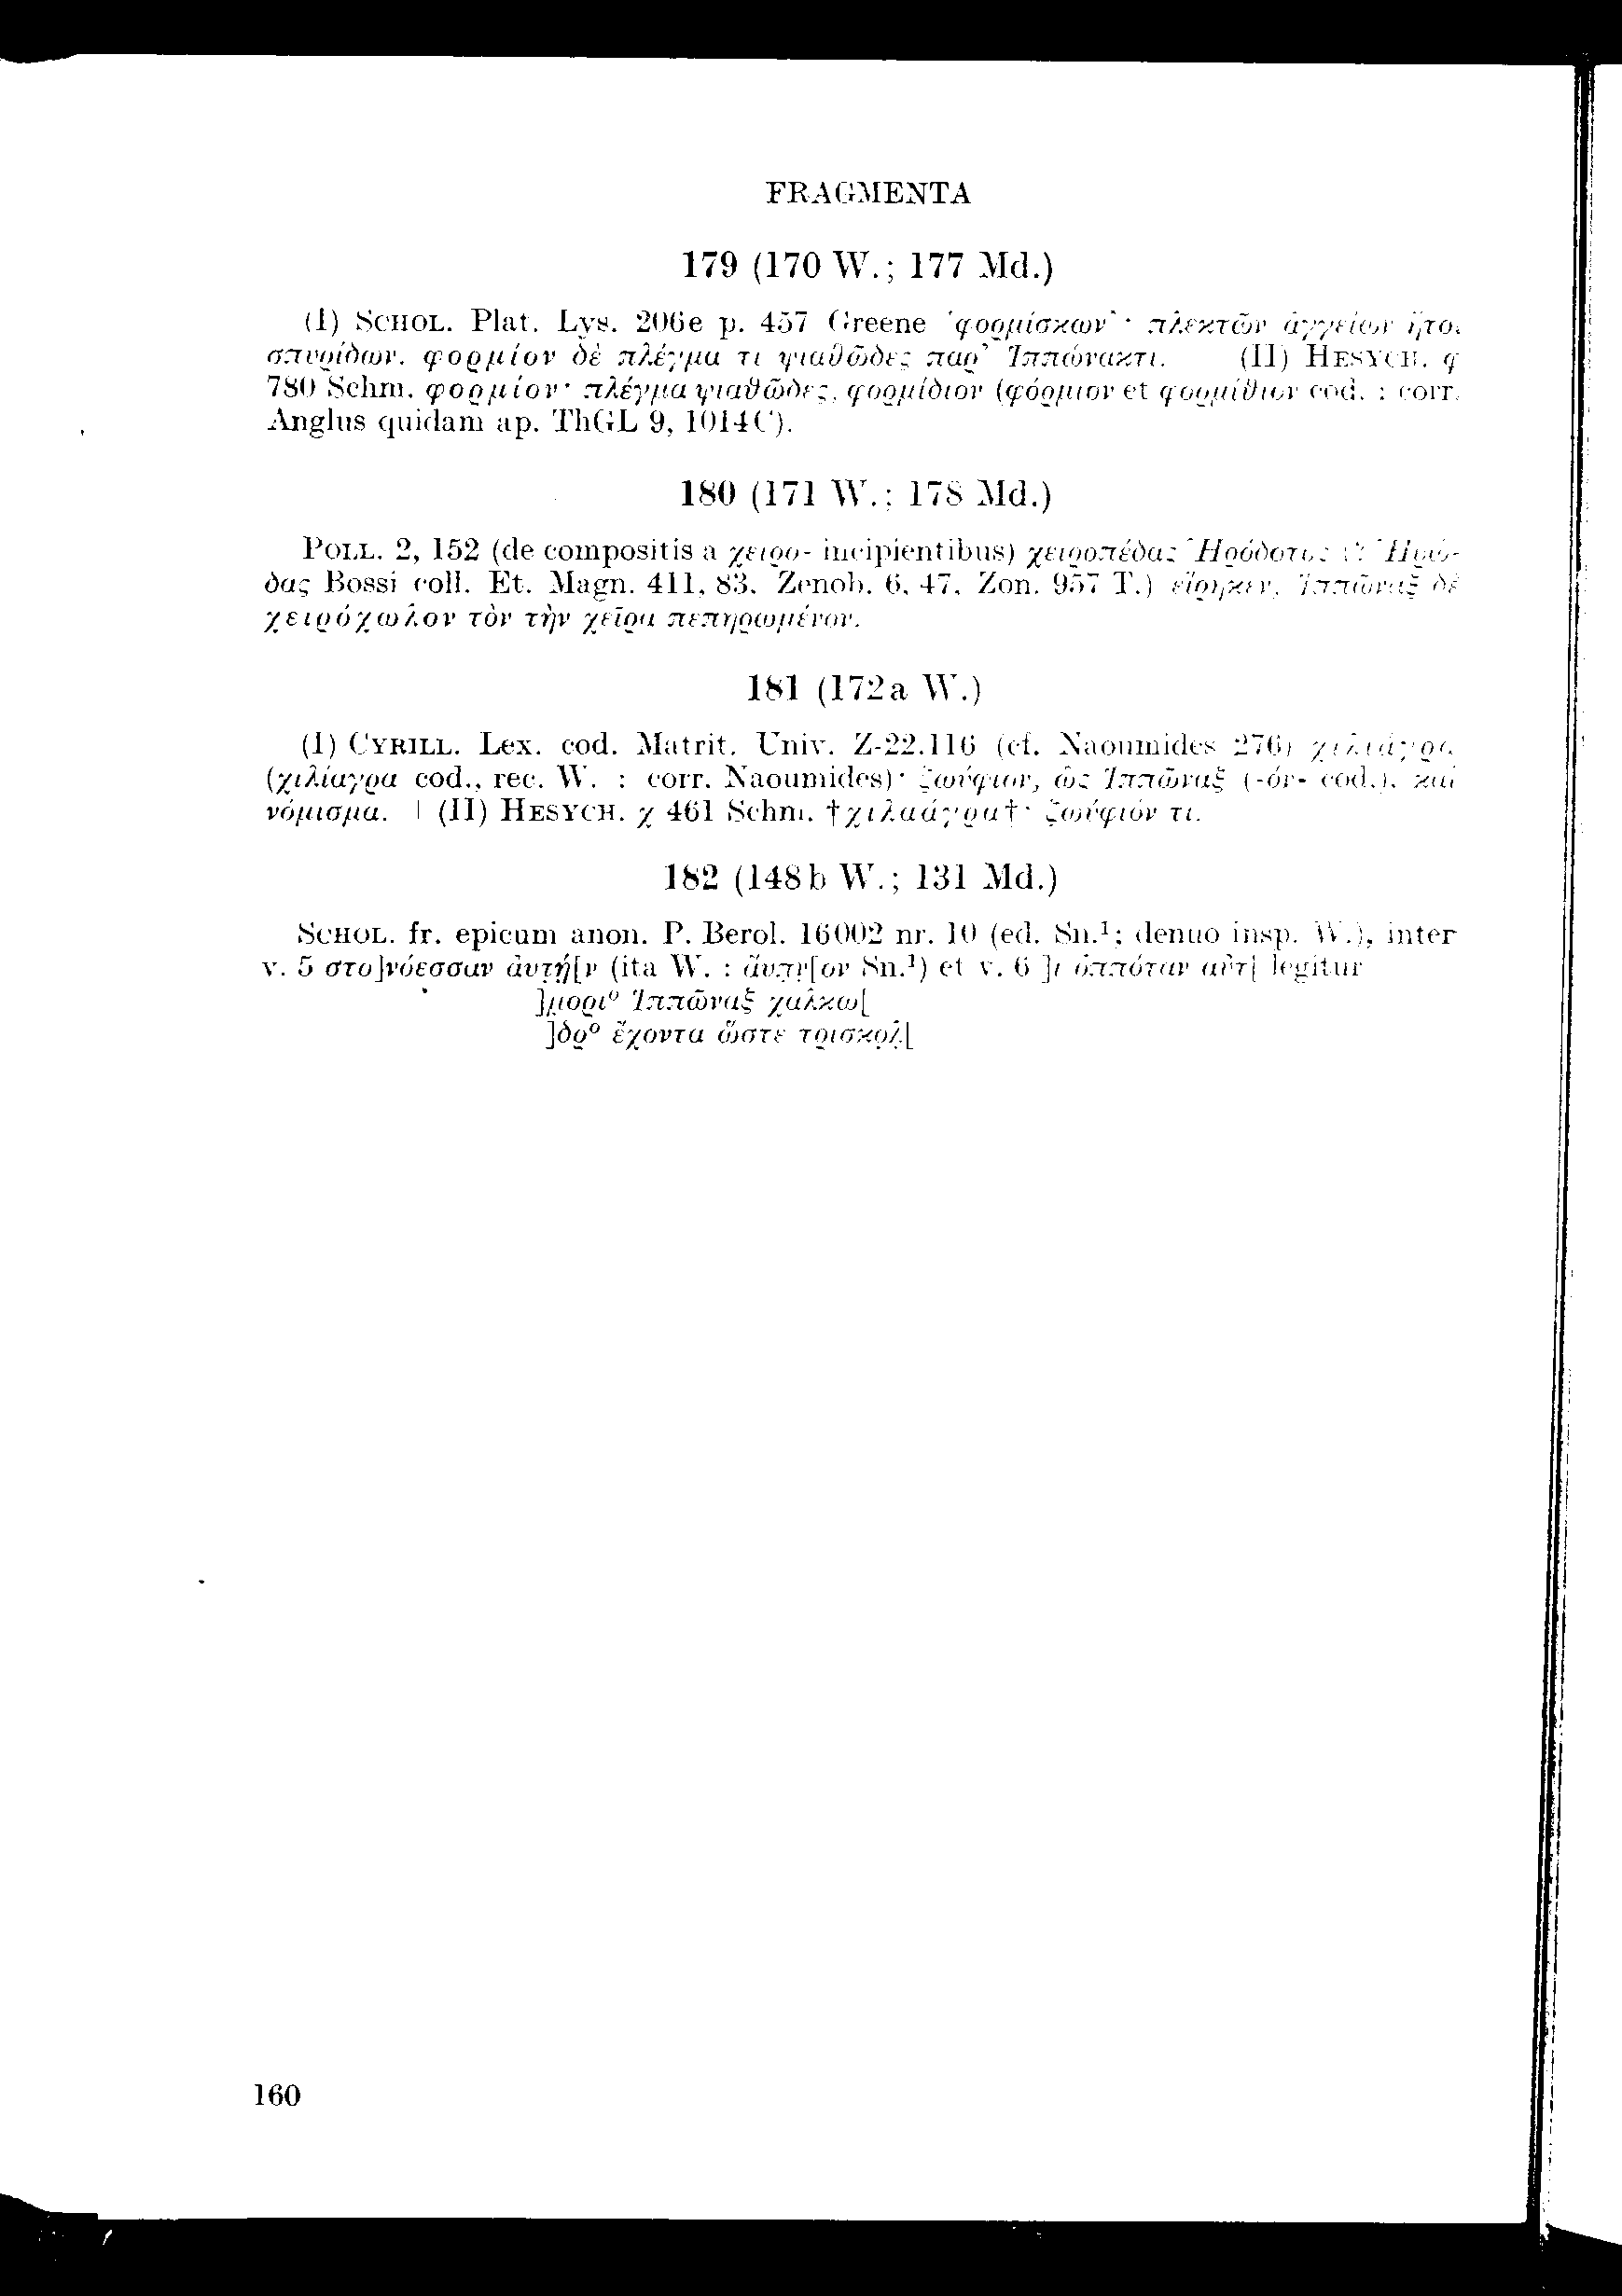 FRAGMENTA
179 (170 W.; 177 Md.)
(I) SCHOL. Plat. Lys. 206e p. 457 Greene ‘φορμίσκων’· πλεκτῶν ἀγγείων ἤτοι
σπυρίδων. φορμίον δὲ πλέγμα τι ψιαθῶδες παρ’ Ἱππώνακτι. (II) HESYCH. φ
780 Schm. φορμίον· πλέγμα ψιαθῶδες, φορμίδιον (φόρμιον et φορμίθιον cod. : corr.
Anglus quidam ap. ThGL 9, 1014C).
180 (171 W.; 178 Md.)
POLL. 2, 152 (de compositis a χειρο- incipientibus) χειροπέδας Ἡρόδοτος (? Ἡρώ-
δας Bossi coll. Et. Magn. 411, 83. Zenob. 6, 47, Zon. 957 T.) εἴρηκεν, Ἱππῶναξ δὲ
χειρόχωλον τὸν τὴν χεῖρα πεπηρωμένον.
181 (172a W.)
(I) CYRILL. Lex. cod. Matrit. Univ. Z-22.116 (cf. Naoumides 276)
(χιλίαγρα cod., rec. W. : corr. Naoumides)· ζωύφιον, ὡς Ἱππῶναξ (-όν- cod.). καὶ
νόμισμα. | (II) HESYCH. χ 461 Schm. †χιλαάγρα†· ζωύφιόν τι.
182 (148b W.; 131 Md.)
SCHOL. fr. epicum anon. P. Berol. 16002 nr. 10 (ed. Sn.¹; denuo insp. W.), inter
v. 5 στο]νόεσσαν ἀυτή[ν (ita W. : ἄυπν[ον Sn.¹) et v. 6 ]ι ὁππόταν αὖτ[ legitur
]μοριº Ἱππῶναξ χαλκω[
]δρº ἔχοντα ὥστε τρισκολ[
160